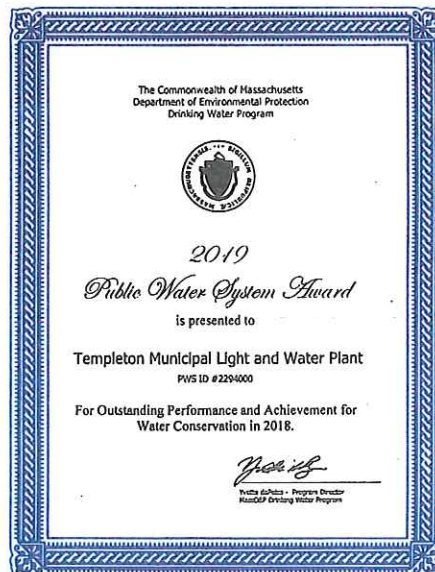 The Commonwealth of Massachusetts
Department of Environmental Protection
Drinking Water Program
2019
Public Water System Award
is presented to
Templeton Municipal Light and Water Plant
PWS ID #2294000
For Outstanding Performance and Achievement for
Water Conservation in 2018.
Program Director
MassDEP Drinking Water Program